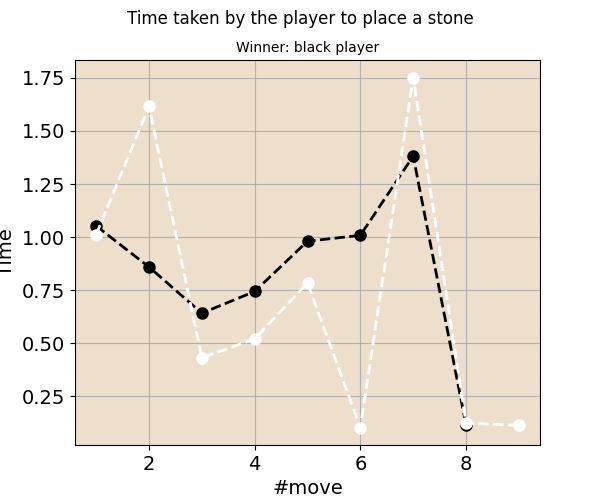 Time taken by the player to place a stone
Winner: black player
1.75
1.50
1.25
1.00
0.75
0.50
0.25
Time
2 4 6 8
#move